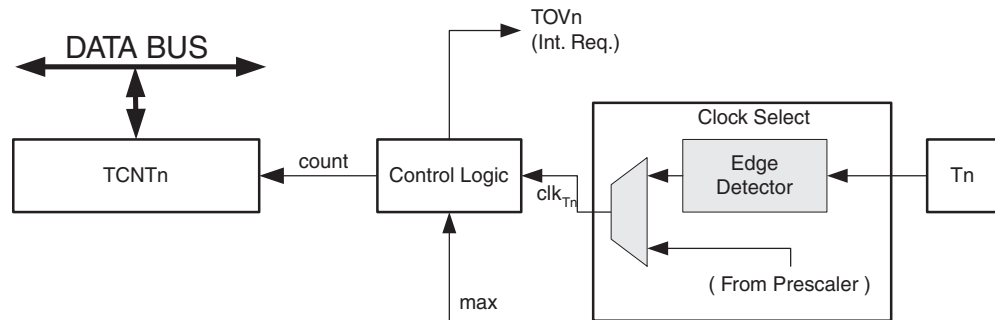 TOVn
(Int. Req.)
DATA BUS
Clock Select
TCNTn
count
Control Logic
clkTn
Edge
Detector
Tn
( From Prescaler )
max